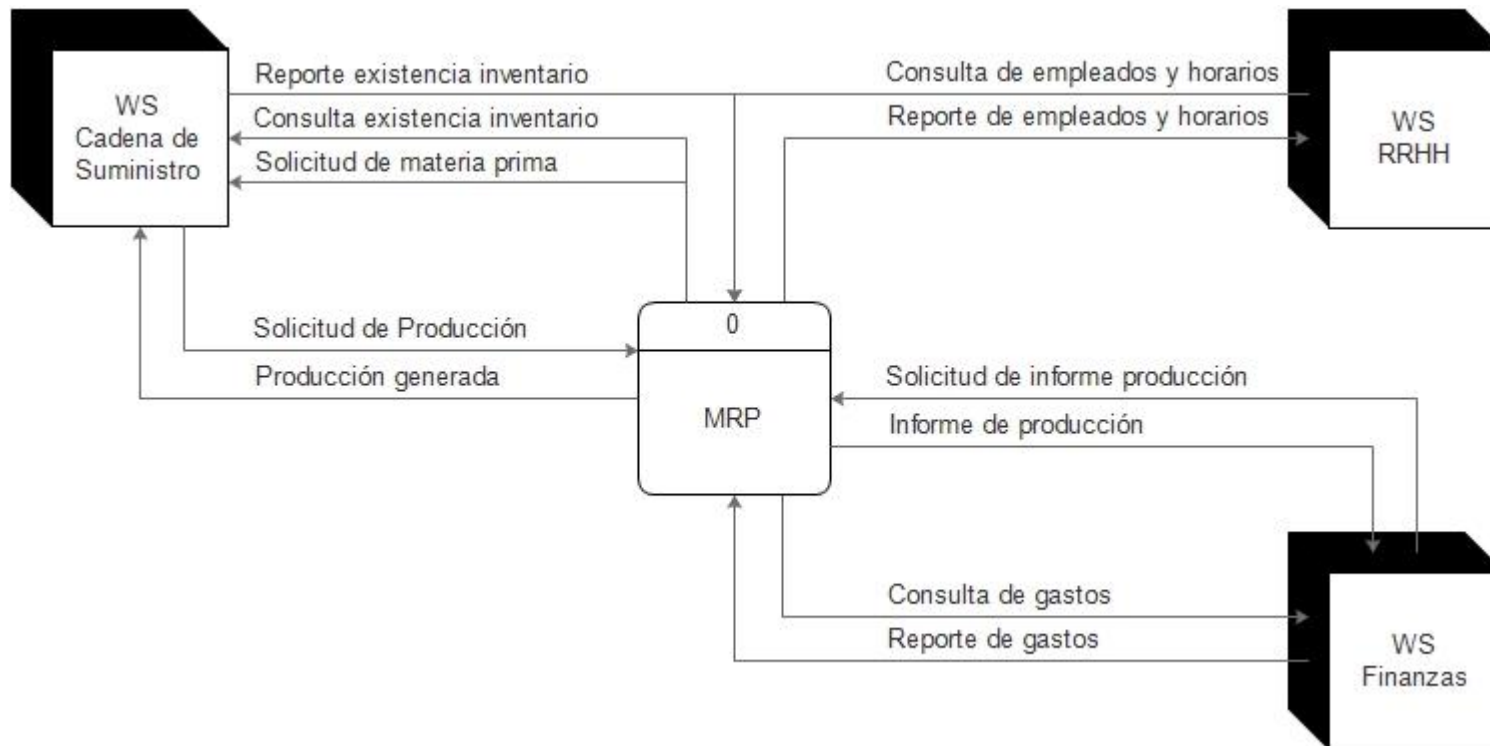 WS
Cadena de
Suministro
Reporte existencia inventario
Consulta existencia inventario
Solicitud de materia prima
Consulta de empleados y horarios
Reporte de empleados y horarios
WS
RRHH
Solicitud de Producción
Producción generada
0
MRP
Solicitud de informe producción
Informe de producción
Consulta de gastos
Reporte de gastos
WS
Finanzas